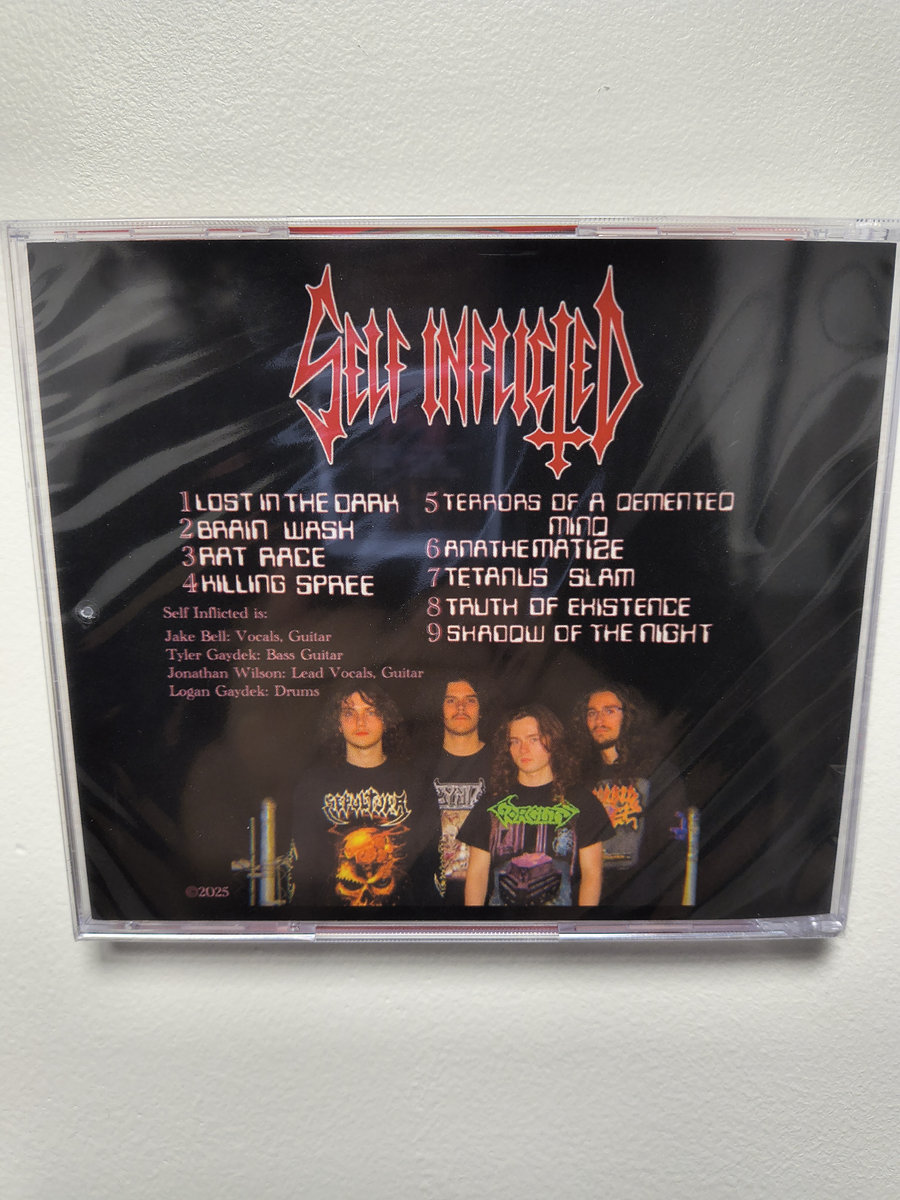 SELF INFLICTED
1 LOST IN THE DARK
2 BRAIN WASH
3 RAT RACE
4 KILLING SPREE
5 TERRORS OF A DEMENTED
MIND
6 ANATHEMATIZE
7 TETANUS SLAM
8 TRUTH OF EXISTENCE
9 SHADOW OF THE NIGHT
Self Inflicted is:
Jake Bell: Vocals, Guitar
Tyler Gaydek: Bass Guitar
Jonathan Wilson: Lead Vocals, Guitar
Logan Gaydek: Drums
SEPULTURA
GORGUTS
©2025